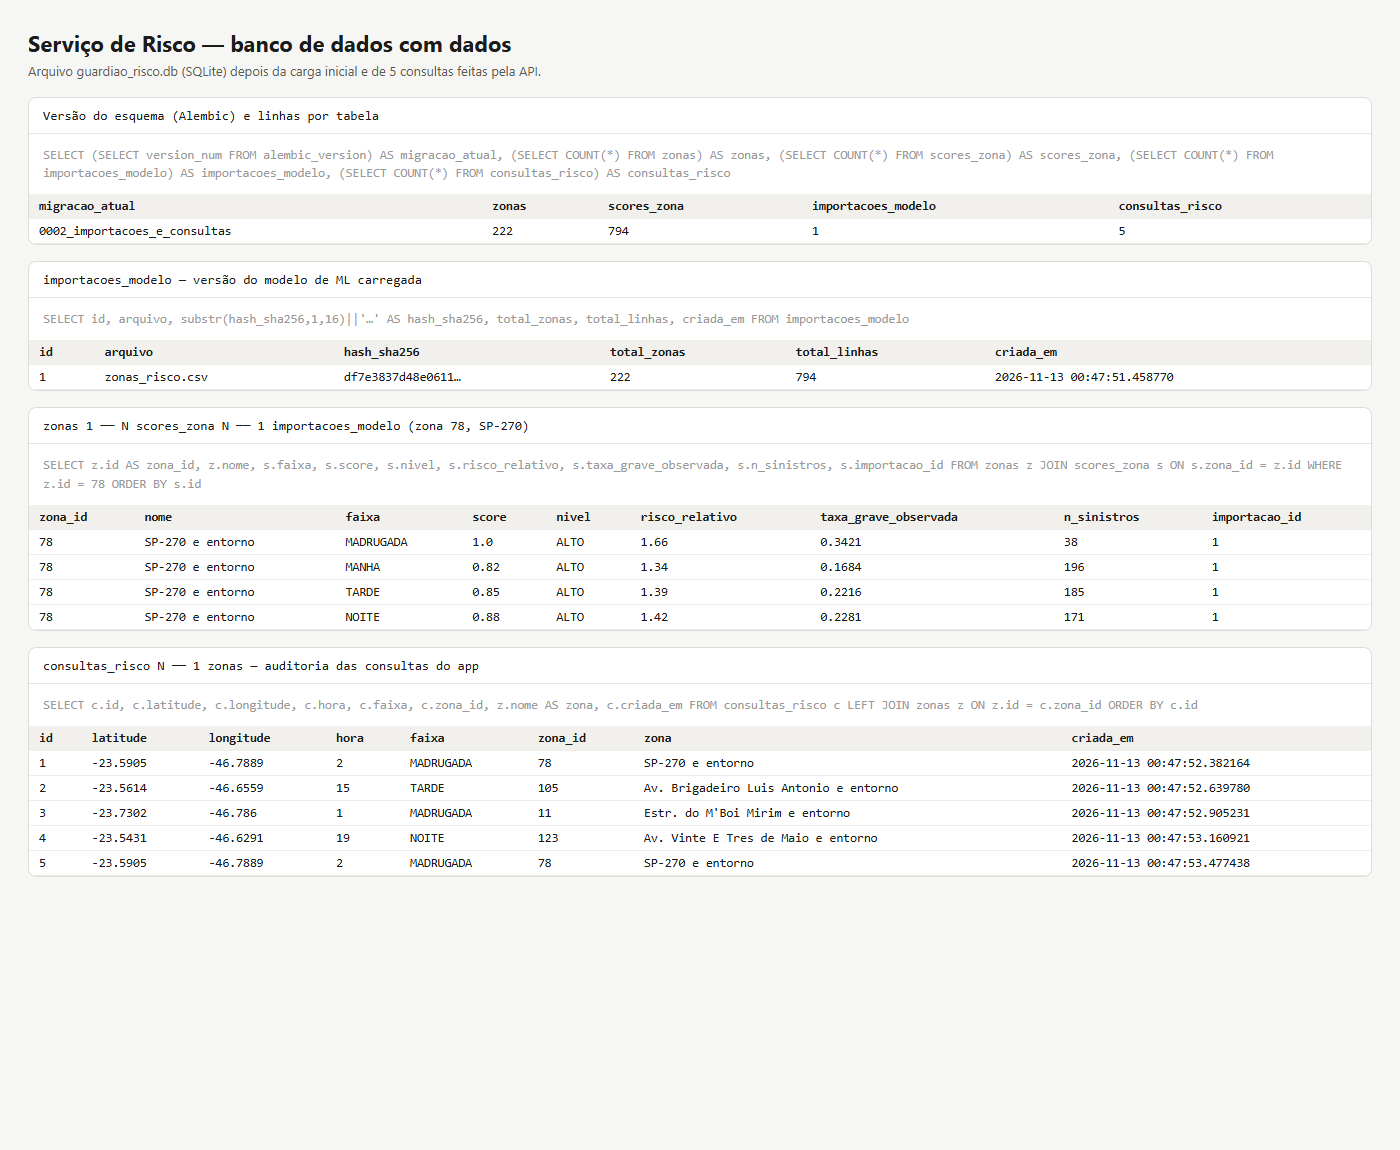 Serviço de Risco — banco de dados com dados
Arquivo guardiao_risco.db (SQLite) depois da carga inicial e de 5 consultas feitas pela API.
Versão do esquema (Alembic) e linhas por tabela
SELECT (SELECT version_num FROM alembic_version) AS migracao_atual, (SELECT COUNT(*) FROM zonas) AS zonas, (SELECT COUNT(*) FROM scores_zona) AS scores_zona, (SELECT COUNT(*) FROM
importacoes_modelo) AS importacoes_modelo, (SELECT COUNT(*) FROM consultas_risco) AS consultas_risco
migracao_atual zonas scores_zona importacoes_modelo consultas_risco
0002_importacoes_e_consultas 222 794 1 5
importacoes_modelo — versão do modelo de ML carregada
SELECT id, arquivo, substr(hash_sha256,1,16)||'…' AS hash_sha256, total_zonas, total_linhas, criada_em FROM importacoes_modelo
id arquivo hash_sha256 total_zonas total_linhas criada_em
1 zonas_risco.csv df7e3837d48e0611… 222 794 2026-11-13 00:47:51.458770
zonas 1 —— N scores_zona N —— 1 importacoes_modelo (zona 78, SP-270)
SELECT z.id AS zona_id, z.nome, s.faixa, s.score, s.nivel, s.risco_relativo, s.taxa_grave_observada, s.n_sinistros, s.importacao_id FROM zonas z JOIN scores_zona s ON s.zona_id = z.id WHERE
z.id = 78 ORDER BY s.id
zona_id nome faixa score nivel risco_relativo taxa_grave_observada n_sinistros importacao_id
78 SP-270 e entorno MADRUGADA 1.0 ALTO 1.66 0.3421 38 1
78 SP-270 e entorno MANHA 0.82 ALTO 1.34 0.1684 196 1
78 SP-270 e entorno TARDE 0.85 ALTO 1.39 0.2216 185 1
78 SP-270 e entorno NOITE 0.88 ALTO 1.42 0.2281 171 1
consultas_risco N —— 1 zonas — auditoria das consultas do app
SELECT c.id, c.latitude, c.longitude, c.hora, c.faixa, c.zona_id, z.nome AS zona, c.criada_em FROM consultas_risco c LEFT JOIN zonas z ON z.id = c.zona_id ORDER BY c.id
id latitude longitude hora faixa zona_id zona criada_em
1 -23.5905 -46.7889 2 MADRUGADA 78 SP-270 e entorno 2026-11-13 00:47:52.382164
2 -23.5614 -46.6559 15 TARDE 105 Av. Brigadeiro Luis Antonio e entorno 2026-11-13 00:47:52.639780
3 -23.7302 -46.786 1 MADRUGADA 11 Estr. do M'Boi Mirim e entorno 2026-11-13 00:47:52.905231
4 -23.5431 -46.6291 19 NOITE 123 Av. Vinte E Tres de Maio e entorno 2026-11-13 00:47:53.160921
5 -23.5905 -46.7889 2 MADRUGADA 78 SP-270 e entorno 2026-11-13 00:47:53.477438